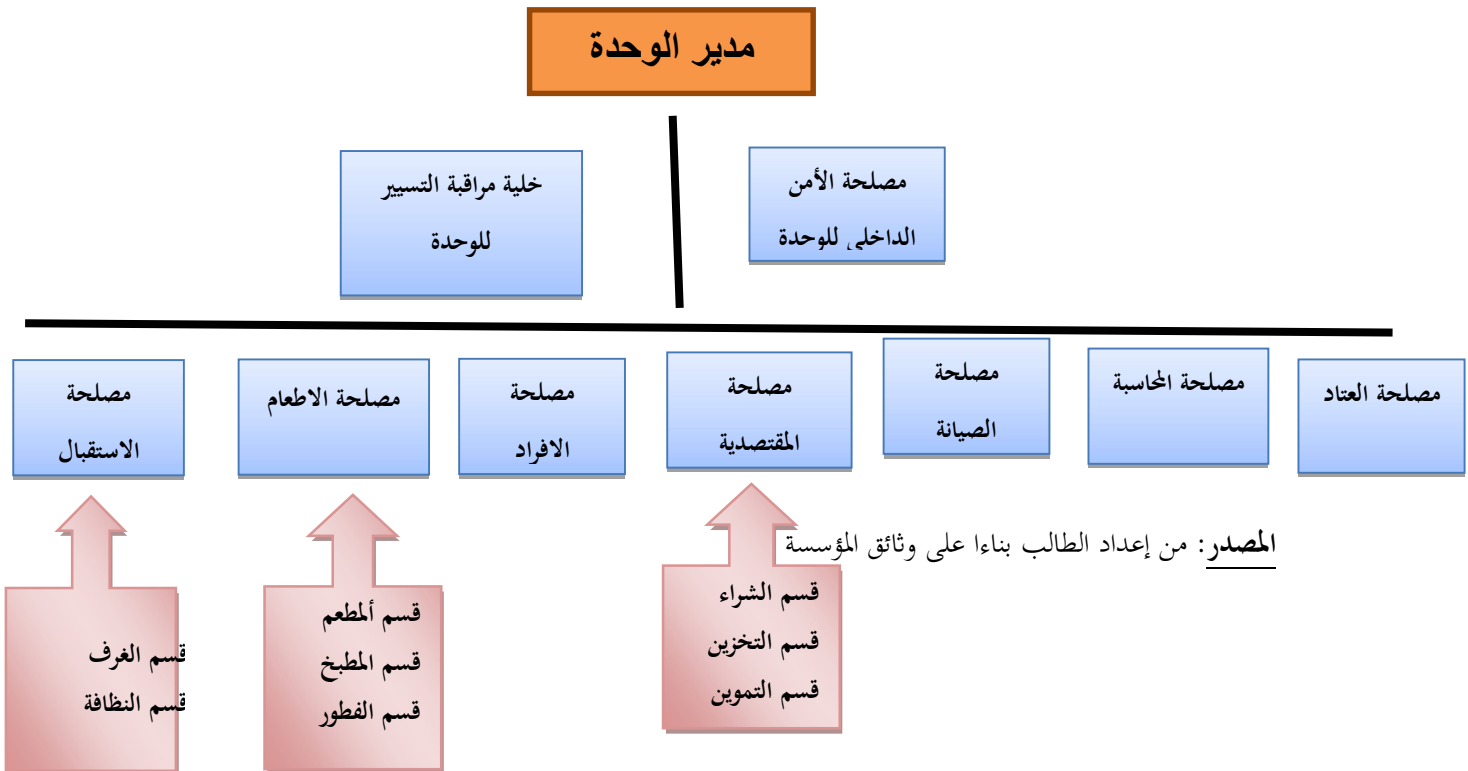 مدير الوحدة
مصلحة الأمن
الداخلي للوحدة
خلية مراقبة التسيير
للوحدة
مصلحة العتاد
مصلحة المحاسبة
مصلحة
الصيانة
مصلحة
المقتصدية
مصلحة
الافراد
مصلحة الاطعام
مصلحة
الاستقبال
المصدر: من إعداد الطالب بناءا على وثائق المؤسسة
قسم الشراء
قسم التخزين
قسم التموين
قسم ألمطعم
قسم المطبخ
قسم الفطور
قسم الغرف
قسم النظافة